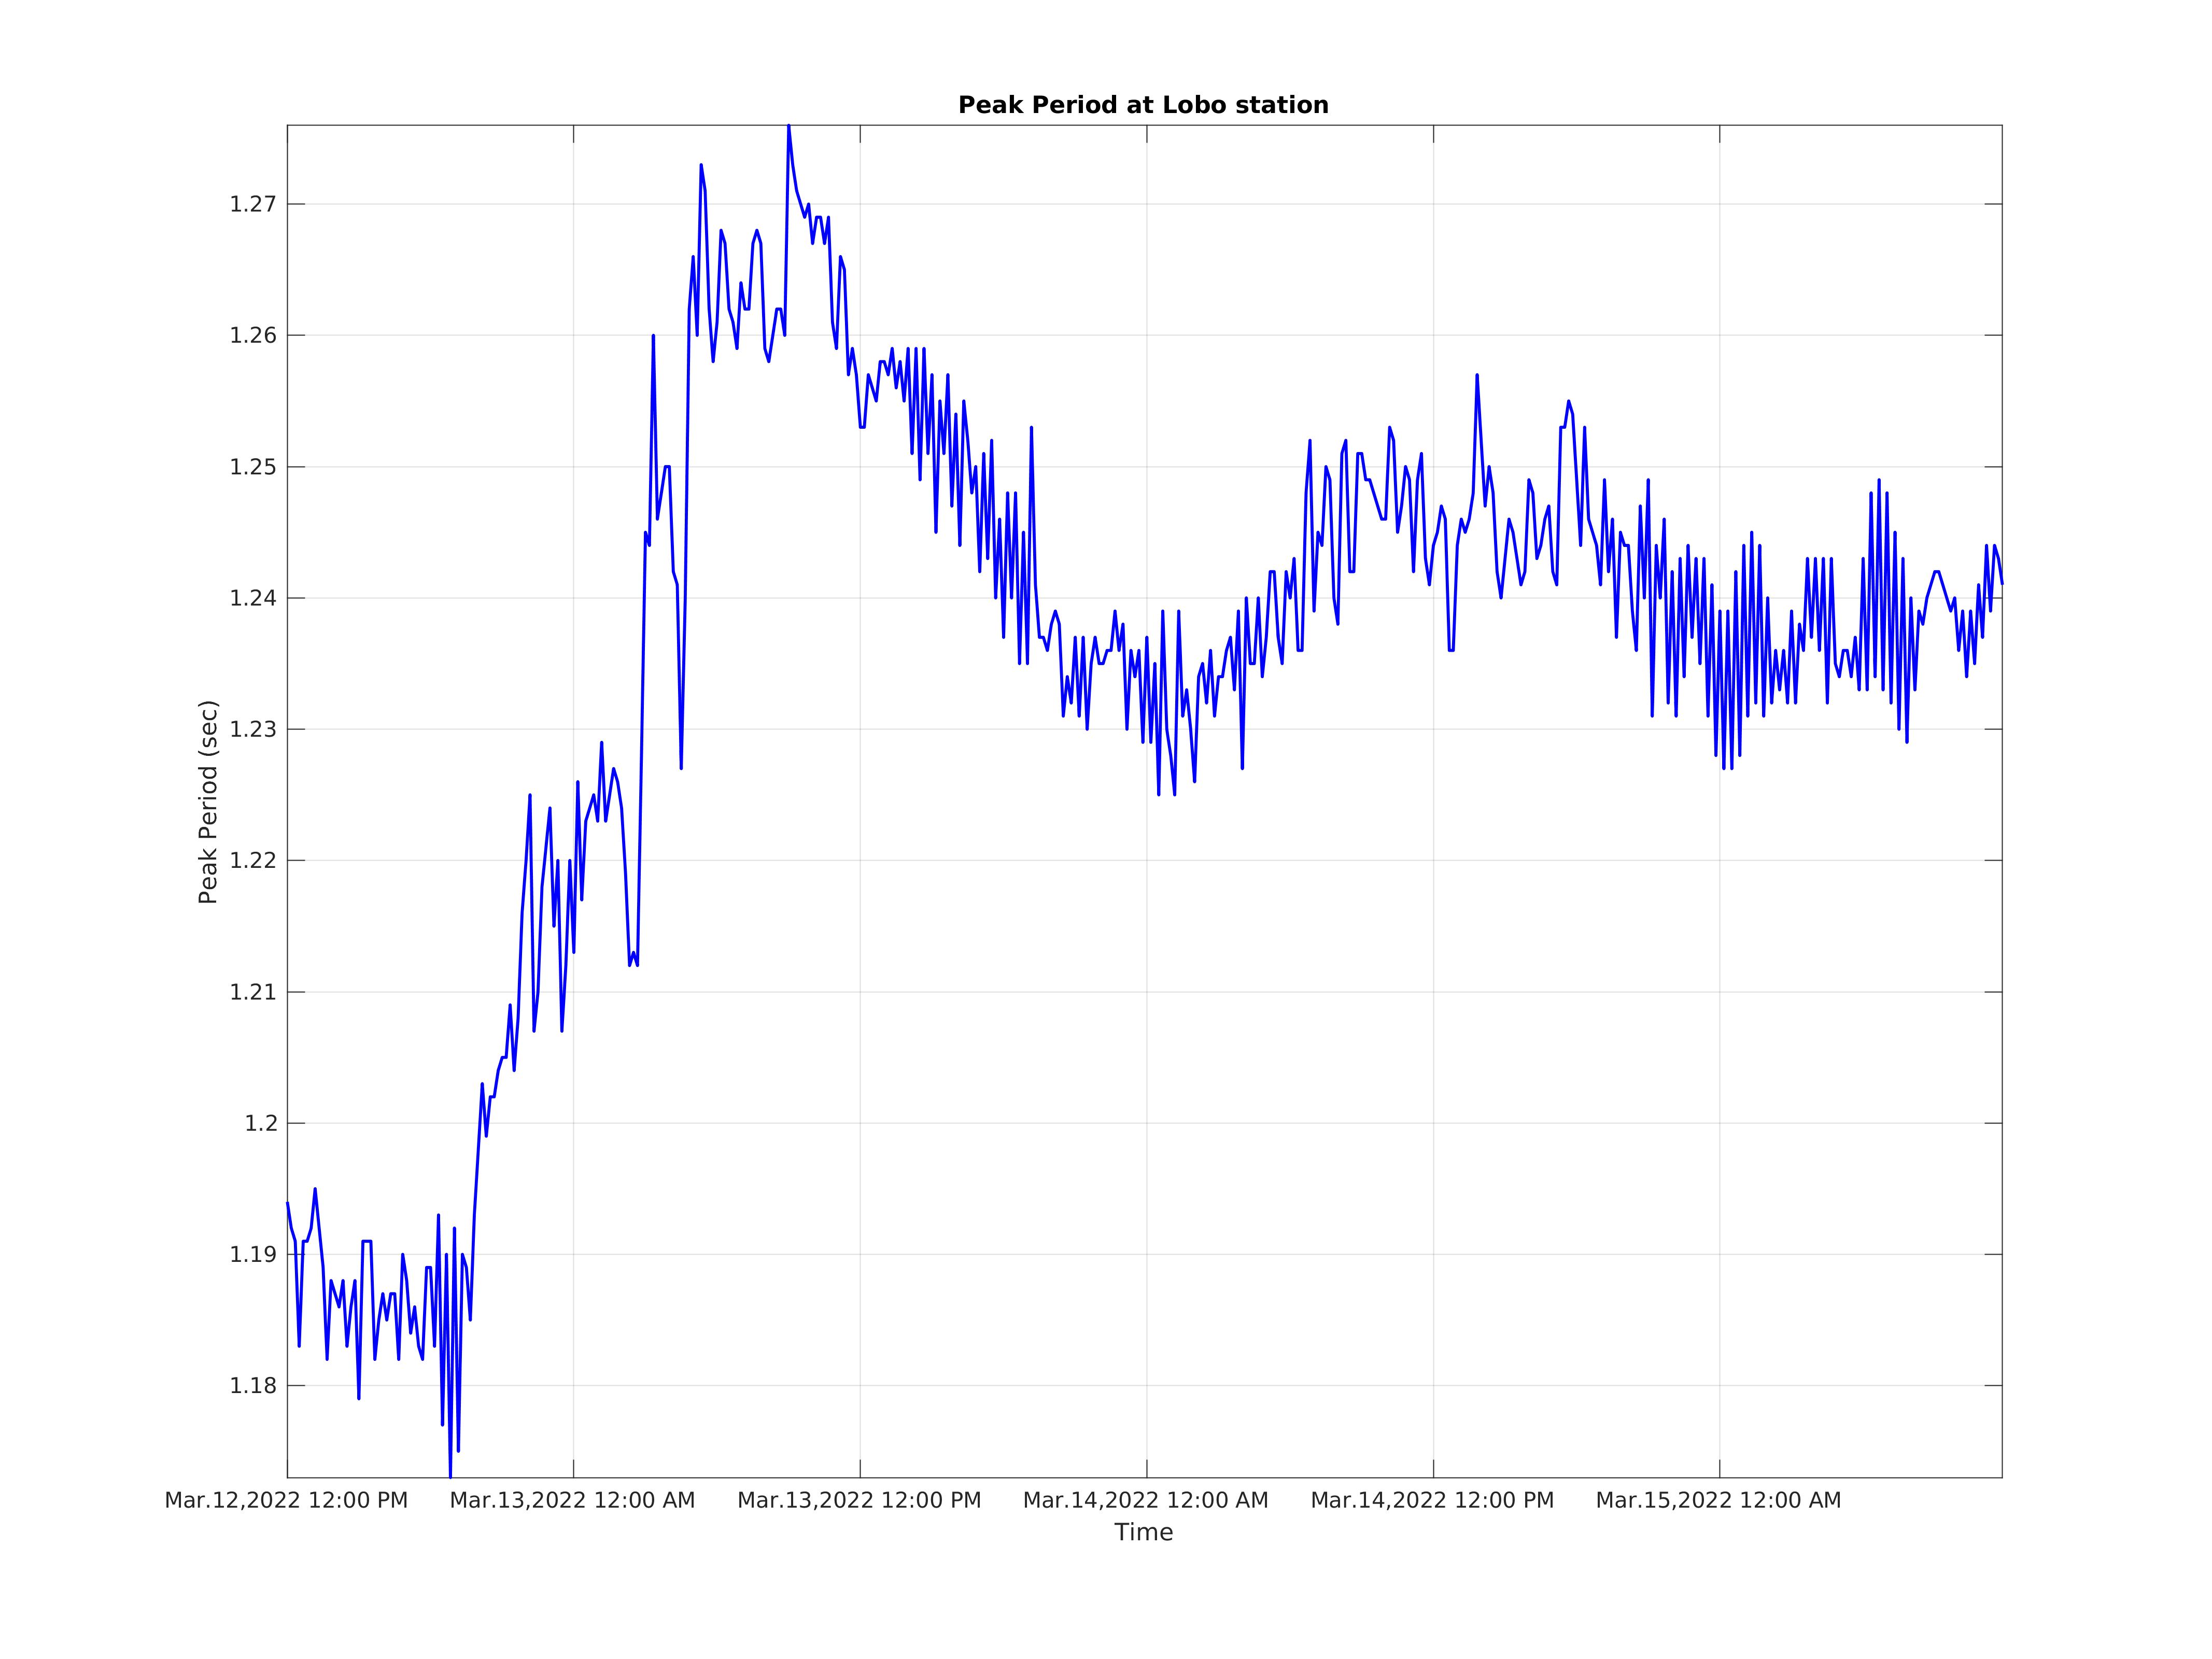 Peak Period at Lobo station
Peak Period (sec)
1.27
1.26
1.25
1.24
1.23
1.22
1.21
1.2
1.19
1.18
Mar.12,2022 12:00 PM
Mar.13,2022 12:00 AM
Mar.13,2022 12:00 PM
Mar.14,2022 12:00 AM
Mar.14,2022 12:00 PM
Mar.15,2022 12:00 AM
Time